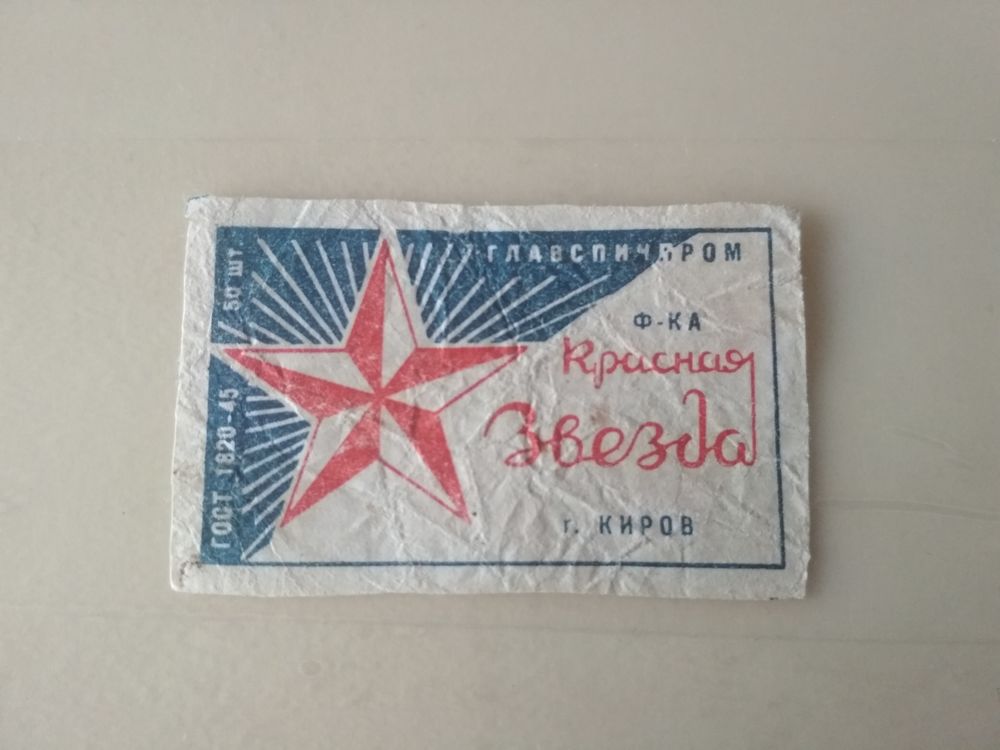 ГЛАВСПИЧПРОМ
Ф-КА
Красная
Звезда
г. КИРОВ
50 ШТ.
ГОСТ 1820-45